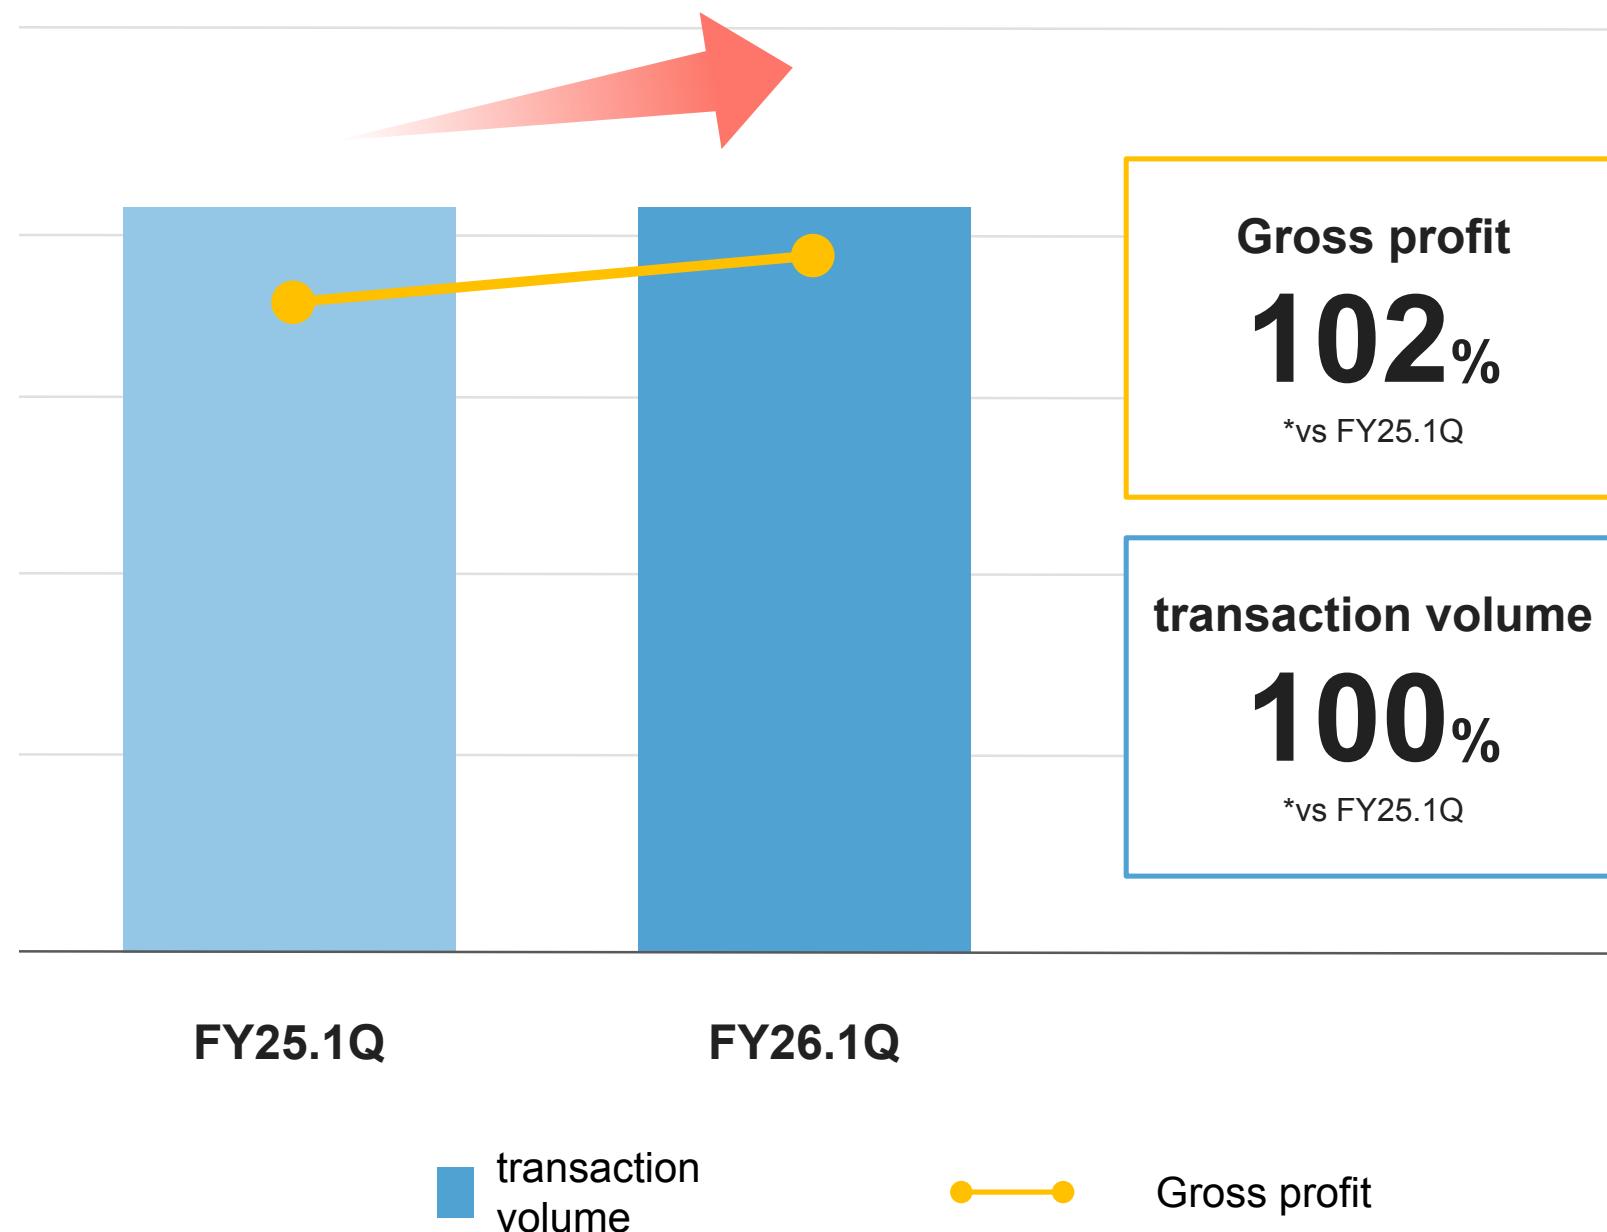 Gross profit
102%
*vs FY25.1Q
transaction volume
100%
*vs FY25.1Q
FY25.1Q
FY26.1Q
transaction
volume
Gross profit